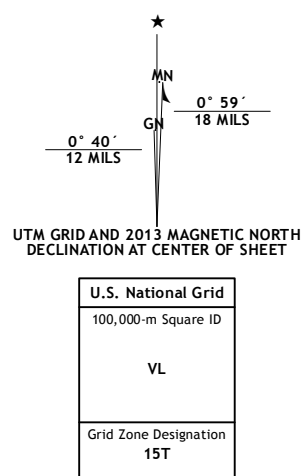 ★
MN
0° 59´
18 MILS
GN
0° 40´
12 MILS
UTM GRID AND 2013 MAGNETIC NORTH
DECLINATION AT CENTER OF SHEET
U.S. National Grid
100,000-m Square ID
VL
Grid Zone Designation
15T